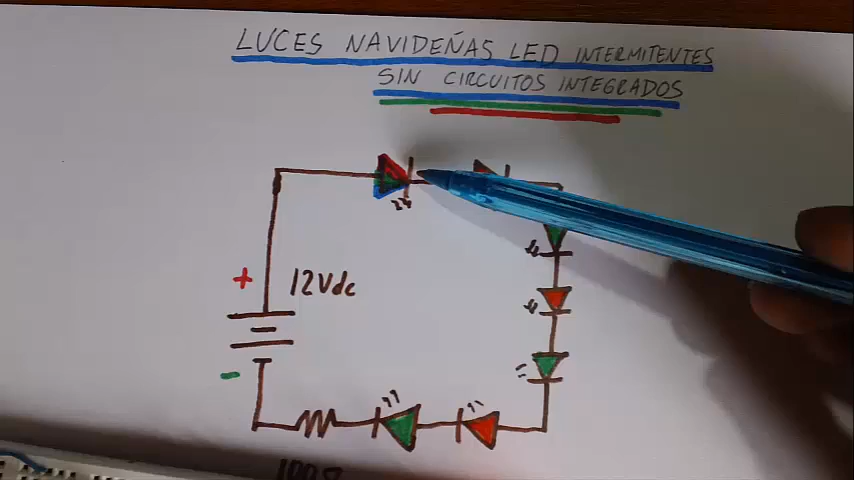 LUCES NAVIDEÑAS LED INTERMITENTES
SIN CIRCUITOS INTEGRADOS
+ 12Vdc
-